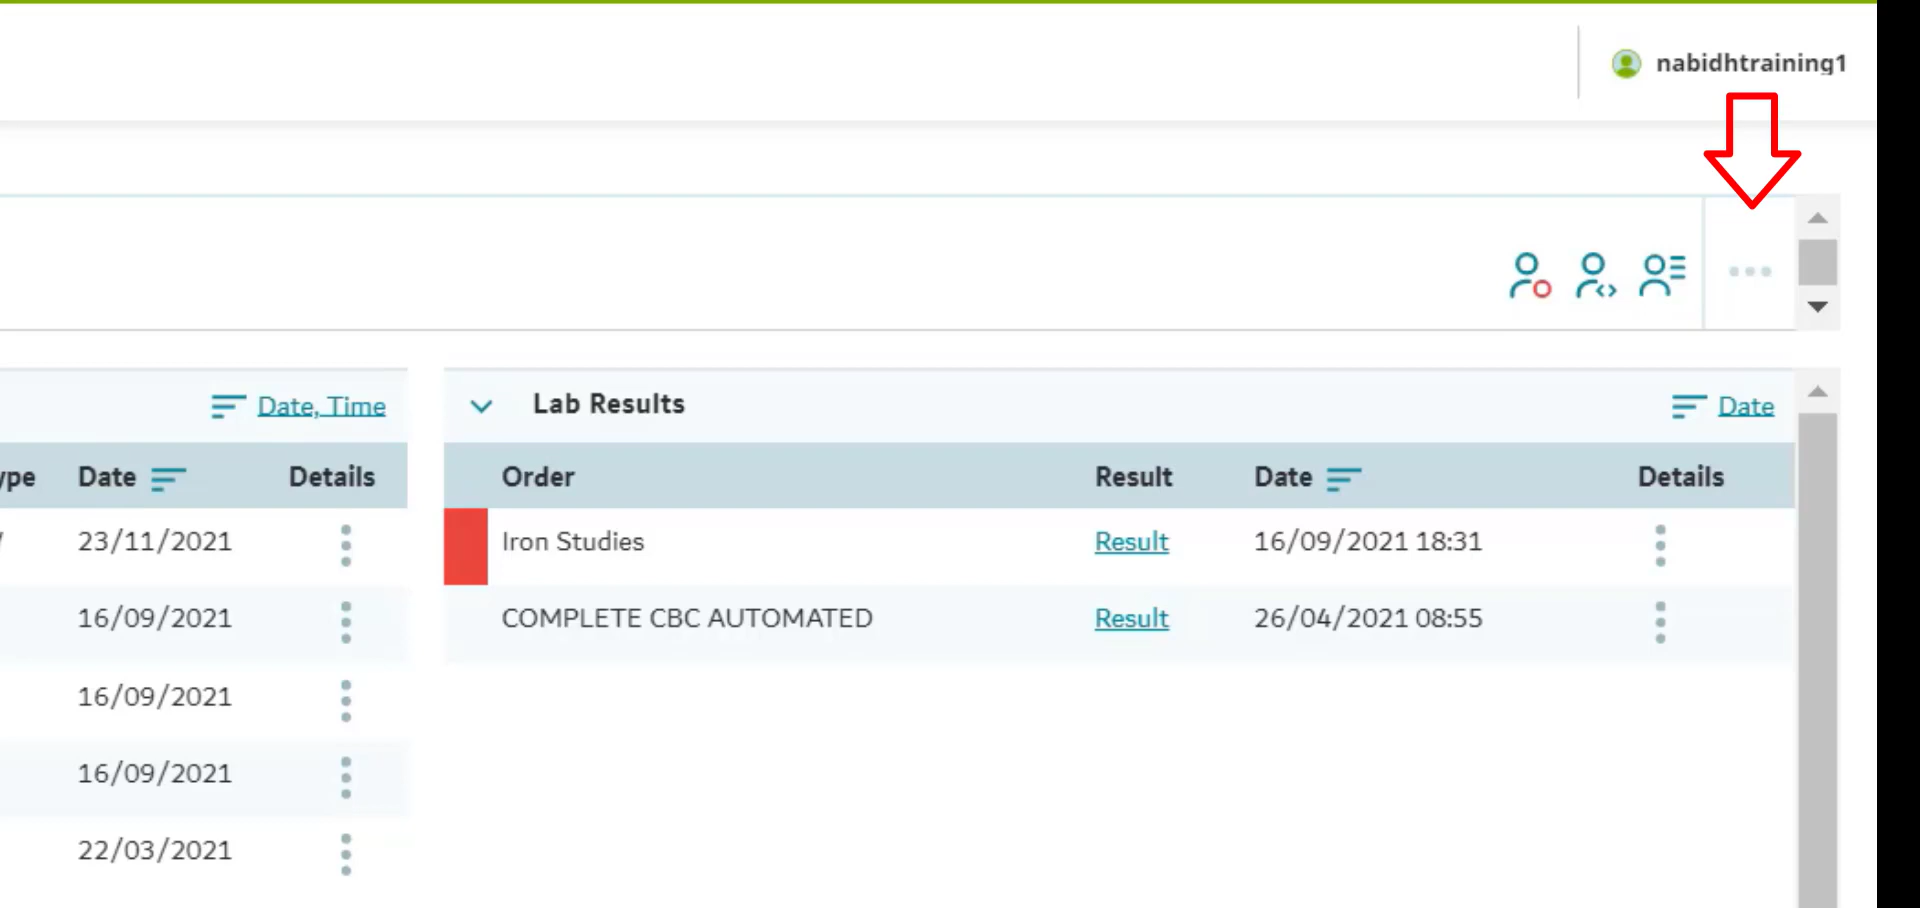 nabidhtraining1
Date, Time
ype Date Details
23/11/2021
16/09/2021
16/09/2021
16/09/2021
22/03/2021
Lab Results Date
Order Result Date Details
Iron Studies Result 16/09/2021 18:31
COMPLETE CBC AUTOMATED Result 26/04/2021 08:55